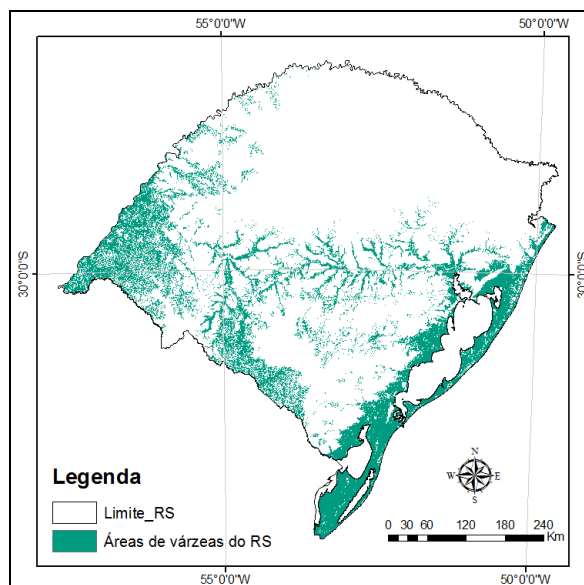 55°0'0"W 50°0'0"W
30°0'0"S 30°0'0"S
Legenda
Limite_RS
Áreas de várzeas do RS
N
W E
S
0 30 60 120 180 240
Km
55°0'0"W 50°0'0"W